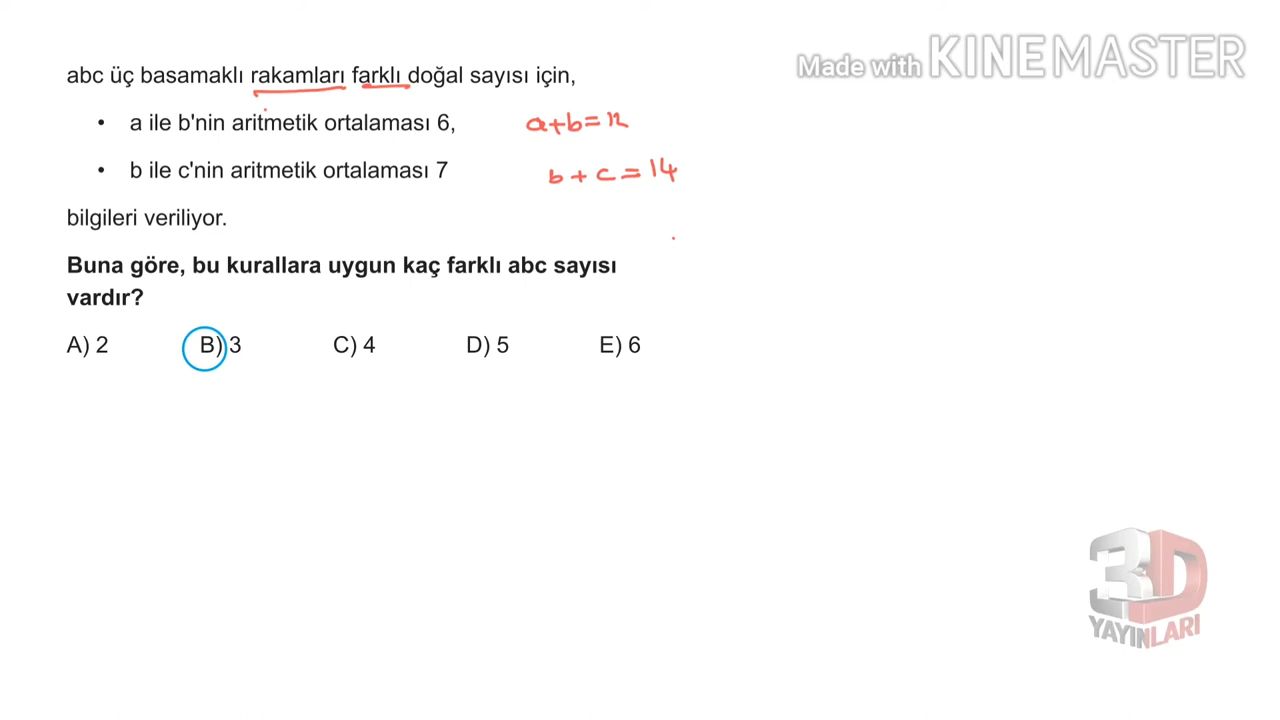 Made with KINEMASTER
abc üç basamaklı rakamları farklı doğal sayısı için,
• a ile b'nin aritmetik ortalaması 6, a+b=12
• b ile c'nin aritmetik ortalaması 7 b+c=14
bilgileri veriliyor.
Buna göre, bu kurallara uygun kaç farklı abc sayısı
vardır?
A) 2 B) 3 C) 4 D) 5 E) 6
3D
YAYINLARI